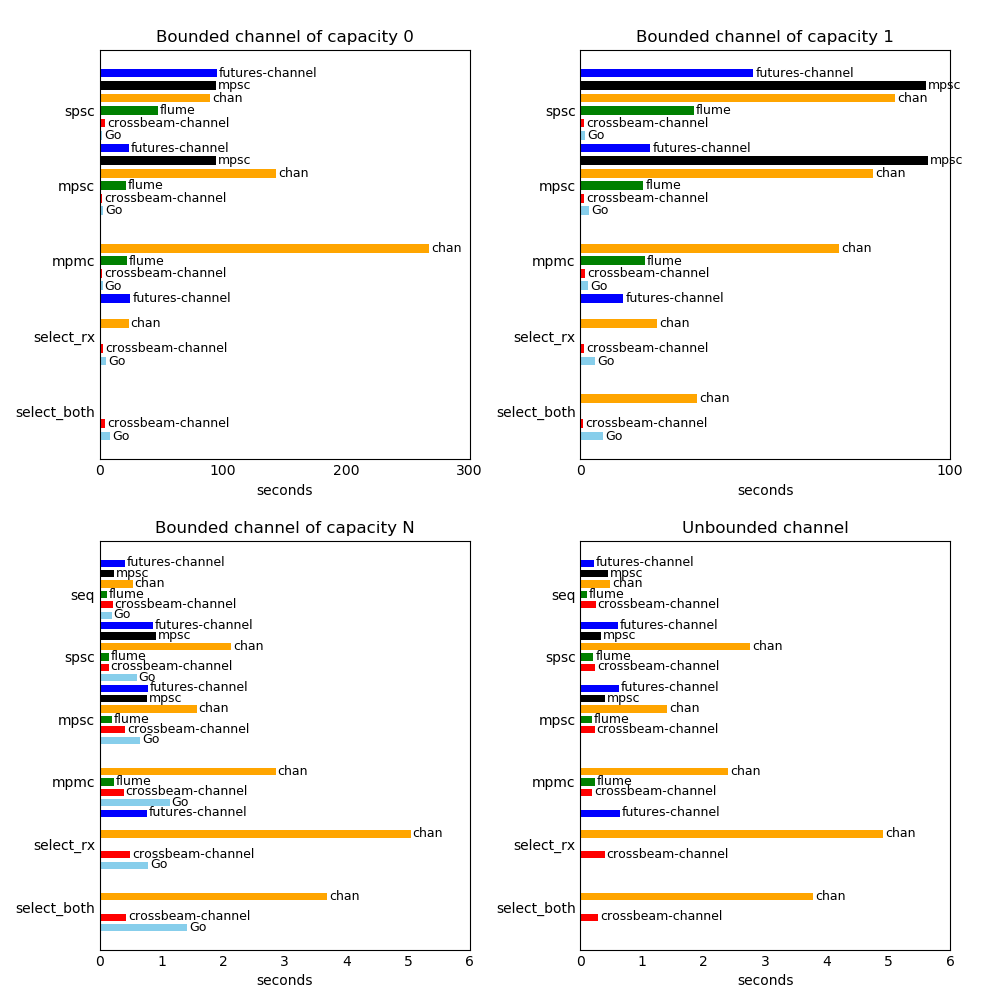 Bounded channel of capacity 0
futures-channel
mpsc
chan
spsc
flume
crossbeam-channel
Go
futures-channel
mpsc
chan
mpsc
flume
crossbeam-channel
Go
chan
mpmc
flume
crossbeam-channel
Go
futures-channel
chan
select_rx
crossbeam-channel
Go
select_both
crossbeam-channel
Go
0 100 200 300
seconds
Bounded channel of capacity 1
futures-channel
mpsc
chan
spsc
flume
crossbeam-channel
Go
futures-channel
mpsc
chan
mpsc
flume
crossbeam-channel
Go
chan
mpmc
flume
crossbeam-channel
Go
futures-channel
chan
select_rx
crossbeam-channel
Go
chan
select_both
crossbeam-channel
Go
0 100
seconds
Bounded channel of capacity N
futures-channel
mpsc
chan
seq
flume
crossbeam-channel
Go
futures-channel
mpsc
chan
spsc
flume
crossbeam-channel
Go
futures-channel
mpsc
chan
mpsc
flume
crossbeam-channel
Go
chan
mpmc
flume
crossbeam-channel
Go
futures-channel
chan
select_rx
crossbeam-channel
Go
chan
select_both
crossbeam-channel
Go
0 1 2 3 4 5 6
seconds
Unbounded channel
futures-channel
mpsc
chan
seq
flume
crossbeam-channel
futures-channel
mpsc
chan
spsc
flume
crossbeam-channel
futures-channel
mpsc
chan
mpsc
flume
crossbeam-channel
chan
mpmc
flume
crossbeam-channel
futures-channel
chan
select_rx
crossbeam-channel
chan
select_both
crossbeam-channel
0 1 2 3 4 5 6
seconds